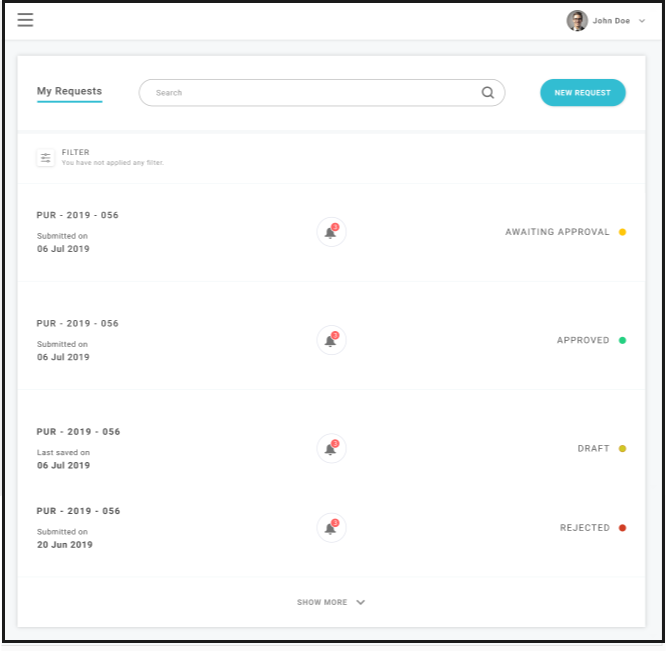 John Doe
My Requests
Search
NEW REQUEST
FILTER
You have not applied any filter.
PUR - 2019 - 056
Submitted on
06 Jul 2019
3
AWAITING APPROVAL
PUR - 2019 - 056
Submitted on
06 Jul 2019
3
APPROVED
PUR - 2019 - 056
Last saved on
06 Jul 2019
3
DRAFT
PUR - 2019 - 056
Submitted on
20 Jun 2019
3
REJECTED
SHOW MORE